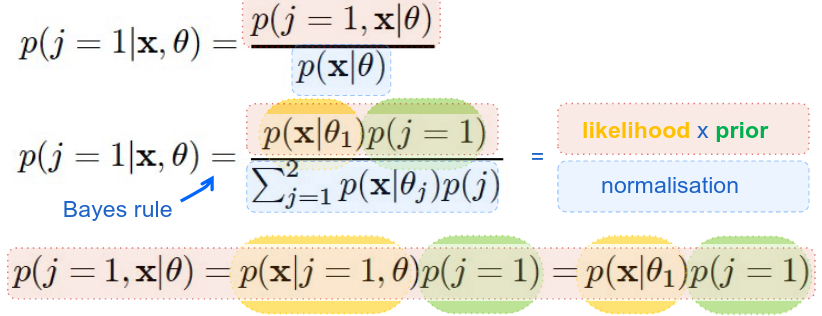 p(j = 1|x, θ) = p(j = 1, x|θ) / p(x|θ)
p(j = 1|x, θ) = p(x|θ₁)p(j = 1) / ∑²ⱼ₌₁ p(x|θⱼ)p(j) = likelihood x prior / normalisation
Bayes rule
p(j = 1, x|θ) = p(x|j = 1, θ)p(j = 1) = p(x|θ₁)p(j = 1)